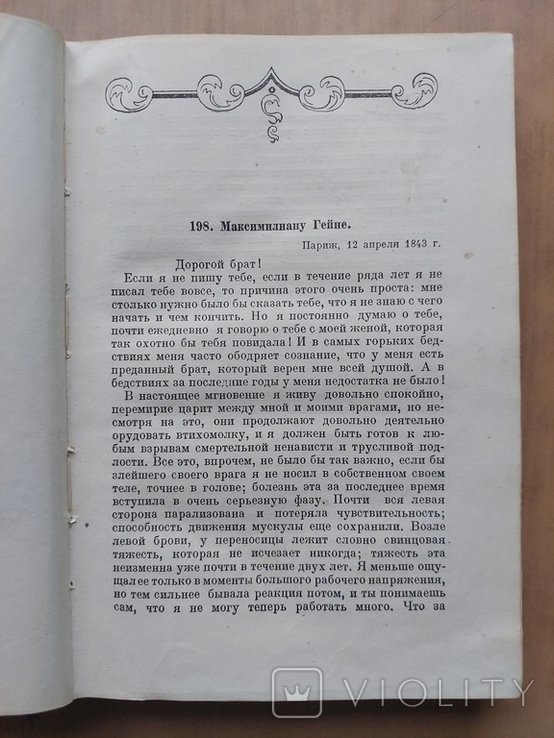 198. Максимилиану Гейне.
Париж, 12 апреля 1843 г.
Дорогой брат!
Если я не пишу тебе, если в течение ряда лет я не
писал тебе вовсе, то причина этого очень проста: мне
столько нужно было бы сказать тебе, что я не знаю с чего
начать и чем кончить. Но я постоянно думаю о тебе,
почти ежедневно я говорю о тебе с моей женой, которая
так охотно бы тебя повидала! И в самых горьких бед-
ствиях меня часто ободряет сознание, что у меня есть
преданный брат, который верен мне всей душой. А в
бедствиях за последние годы у меня недостатка не было!
В настоящее мгновение я живу довольно спокойно,
перемирие царит между мной и моими врагами, но не-
смотря на это, они продолжают довольно деятельно
орудовать втихомолку, и я должен быть готов к лю-
бым взрывам смертельной ненависти и трусливой под-
лости. Все это, впрочем, не было бы так важно, если бы
злейшего своего врага я не носил в собственном своем
теле, точнее в голове; болезнь эта за последнее время
вступила в очень серьезную фазу. Почти вся левая
сторона парализована и потеряла чувствительность;
способность движения мускулы еще сохранили. Возле
левой брови, у переносицы лежит словно свинцовая
тяжесть, которая не исчезает никогда; тяжесть эта
неизменна уже почти в течение двух лет. Я меньше ощу-
щал ее только в моменты большого рабочего напряжения,
но тем сильнее бывала реакция потом, и ты понимаешь
сам, что я не могу теперь работать много. Что за
VIOLITY